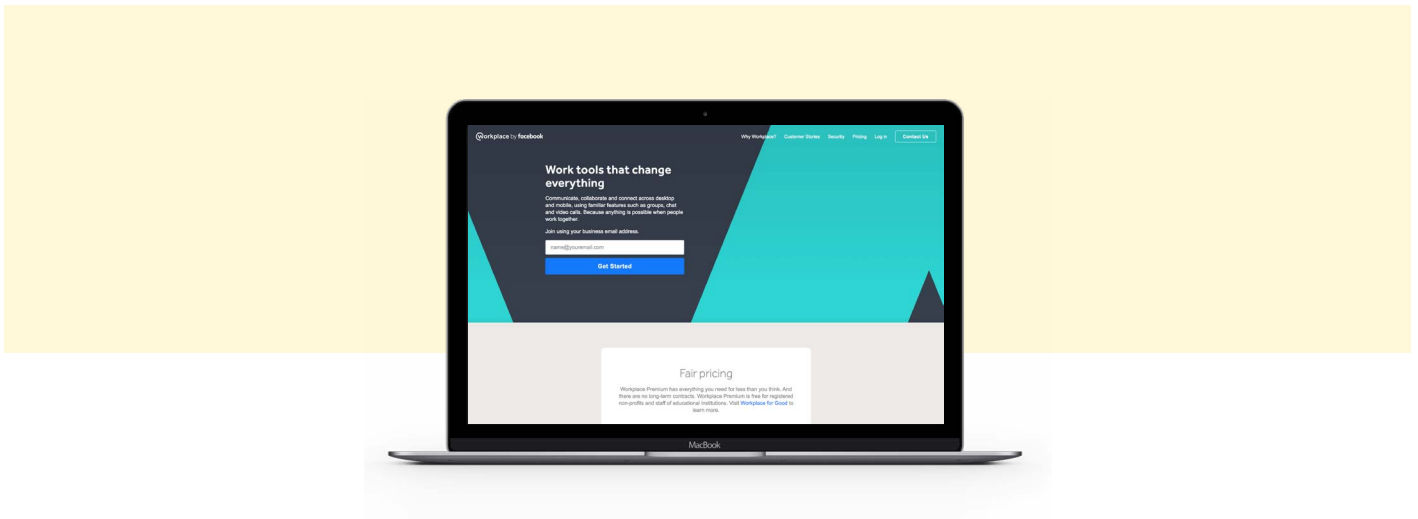 Workplace by facebook
Why Workplace? Customer Stories Security Pricing Log in Contact Us
Work tools that change
everything
Communicate, collaborate and connect across desktop
and mobile, using familiar features such as groups, chat
and video calls. Because anything is possible when people
work together.
Join using your business email address.
name@youremail.com
Get Started
Fair pricing
Workplace Premium has everything you need for less than you think. And
there are no long-term contracts. Workplace Premium is free for registered
non-profits and staff of educational institutions. Visit Workplace for Good to
learn more.
MacBook